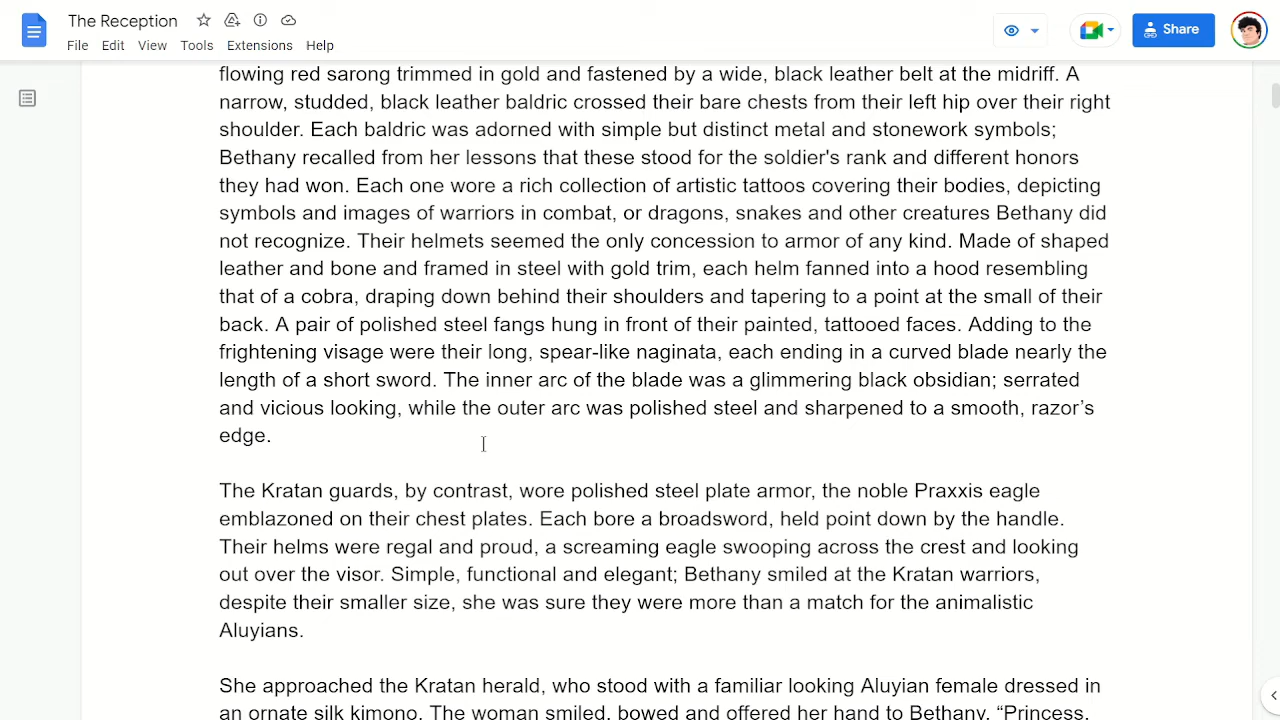 The Reception
File Edit View Tools Extensions Help
Share
flowing red sarong trimmed in gold and fastened by a wide, black leather belt at the midriff. A
narrow, studded, black leather baldric crossed their bare chests from their left hip over their right
shoulder. Each baldric was adorned with simple but distinct metal and stonework symbols;
Bethany recalled from her lessons that these stood for the soldier's rank and different honors
they had won. Each one wore a rich collection of artistic tattoos covering their bodies, depicting
symbols and images of warriors in combat, or dragons, snakes and other creatures Bethany did
not recognize. Their helmets seemed the only concession to armor of any kind. Made of shaped
leather and bone and framed in steel with gold trim, each helm fanned into a hood resembling
that of a cobra, draping down behind their shoulders and tapering to a point at the small of their
back. A pair of polished steel fangs hung in front of their painted, tattooed faces. Adding to the
frightening visage were their long, spear-like naginata, each ending in a curved blade nearly the
length of a short sword. The inner arc of the blade was a glimmering black obsidian; serrated
and vicious looking, while the outer arc was polished steel and sharpened to a smooth, razor’s
edge.
The Kratan guards, by contrast, wore polished steel plate armor, the noble Praxxis eagle
emblazoned on their chest plates. Each bore a broadsword, held point down by the handle.
Their helms were regal and proud, a screaming eagle swooping across the crest and looking
out over the visor. Simple, functional and elegant; Bethany smiled at the Kratan warriors,
despite their smaller size, she was sure they were more than a match for the animalistic
Aluyians.
She approached the Kratan herald, who stood with a familiar looking Aluyian female dressed in
an ornate silk kimono. The woman smiled, bowed and offered her hand to Bethany. “Princess,